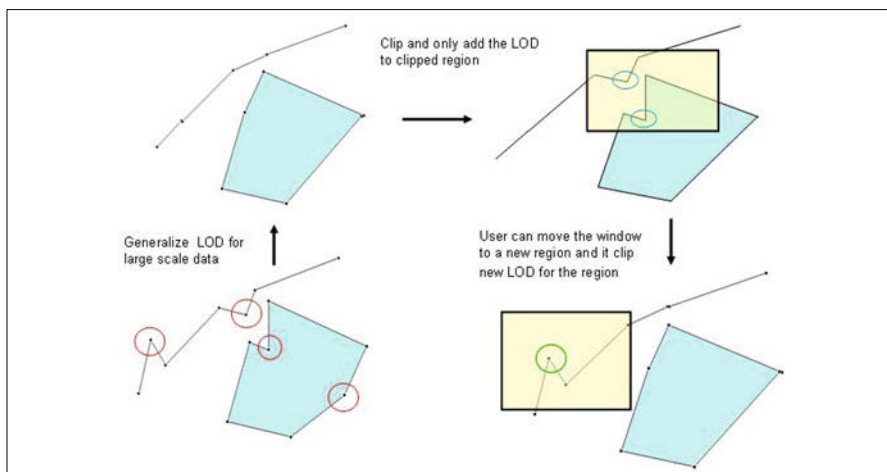 Clip and only add the LOD
to clipped region
Generalize LOD for
large scale data
User can move the window
to a new region and it clip
new LOD for the region